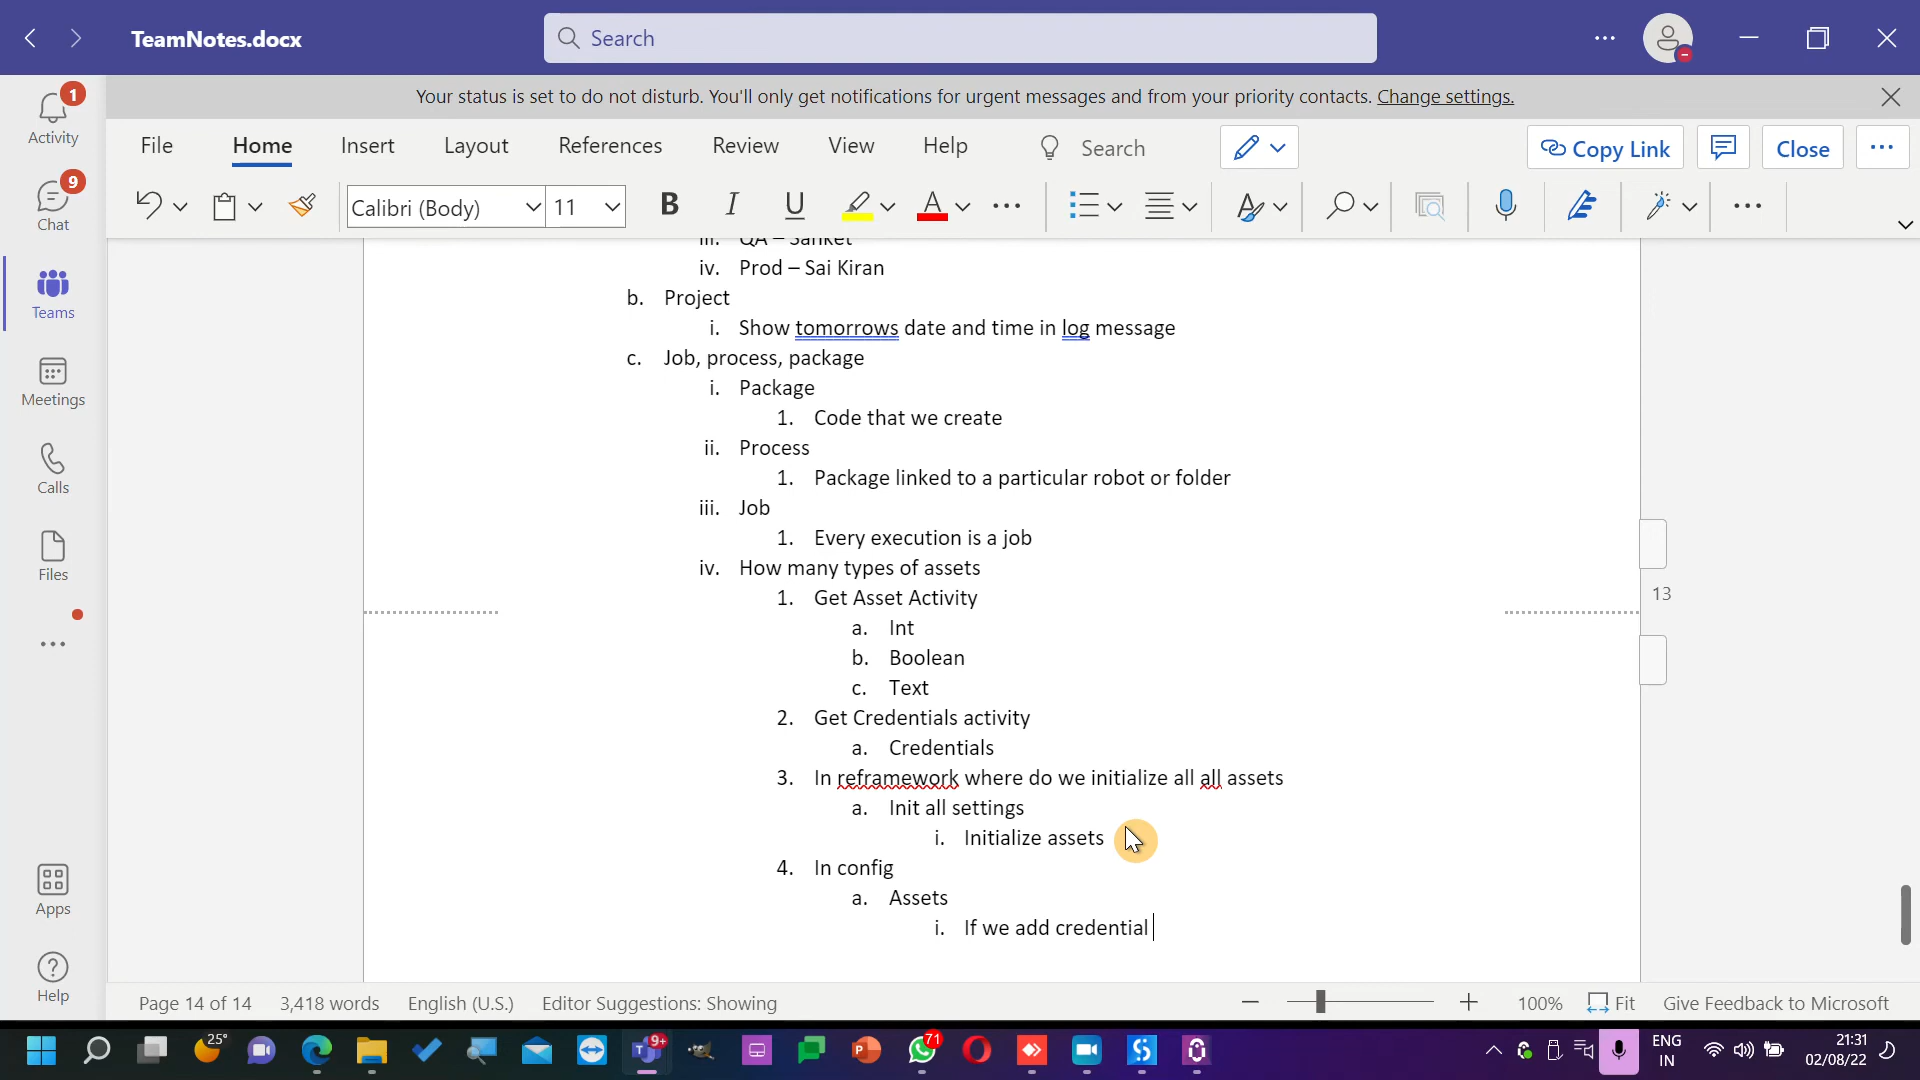 TeamNotes.docx
Search
Your status is set to do not disturb. You'll only get notifications for urgent messages and from your priority contacts. Change settings.
1
Activity
9
Chat
Teams
Meetings
Calls
Files
Apps
Help
File Home Insert Layout References Review View Help Search Copy Link Close
Calibri (Body) 11 B I U A
iii. QA – Sanket
iv. Prod – Sai Kiran
b. Project
i. Show tomorrows date and time in log message
c. Job, process, package
i. Package
1. Code that we create
ii. Process
1. Package linked to a particular robot or folder
iii. Job
1. Every execution is a job
iv. How many types of assets
1. Get Asset Activity
13
a. Int
b. Boolean
c. Text
2. Get Credentials activity
a. Credentials
3. In reframework where do we initialize all all assets
a. Init all settings
i. Initialize assets
4. In config
a. Assets
i. If we add credential
Page 14 of 14 3,418 words English (U.S.) Editor Suggestions: Showing 100% Fit Give Feedback to Microsoft
25°
9+
71
ENG
IN
21:31
02/08/22